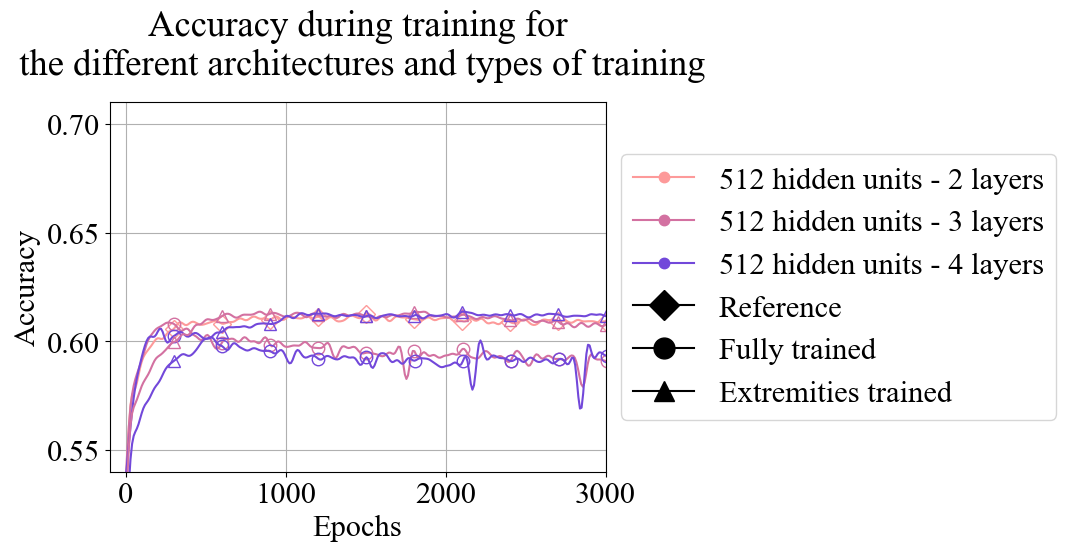 Accuracy during training for
the different architectures and types of training
0.70
0.65
0.60
0.55
Accuracy
0
1000
2000
3000
Epochs
512 hidden units - 2 layers
512 hidden units - 3 layers
512 hidden units - 4 layers
Reference
Fully trained
Extremities trained